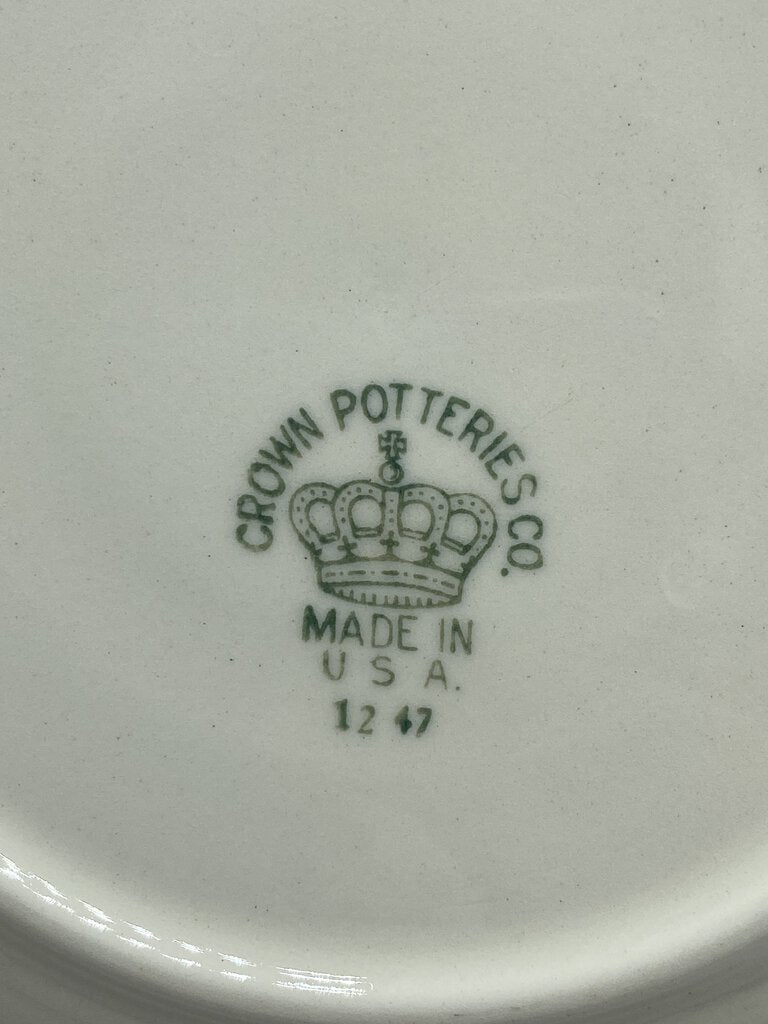 CROWN POTTERIES CO.
MADE IN
U S A.
12 47